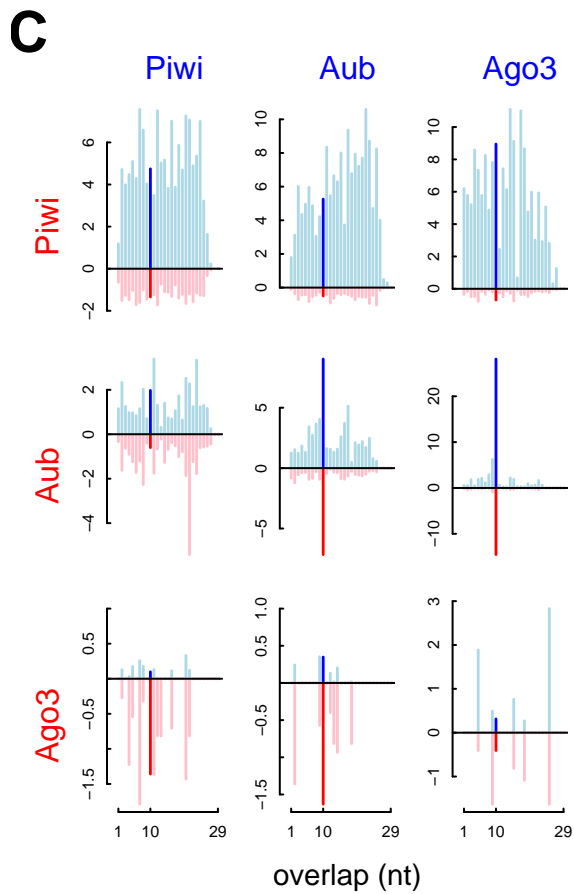 C
Piwi Aub Ago3
Piwi
−2 0 2 4 6
0 2 4 6 8 10
0 2 4 6 8 10
Aub
−4 −2 0 2
−5 0 5
−10 0 10 20
Ago3
−1.5 −0.5 0.5
−1.5 −0.5 0.5 1.0
−1 0 1 2 3
1 10 29 1 10 29 1 10 29
overlap (nt)